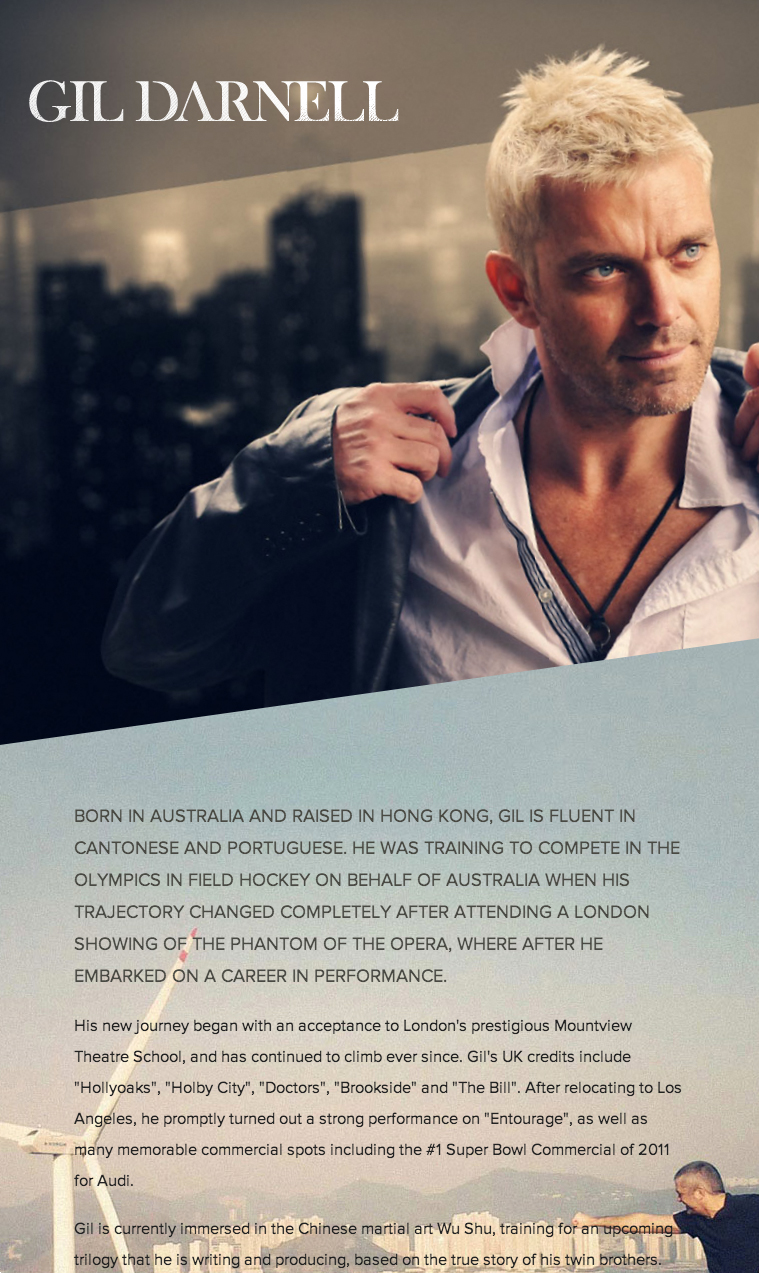 GIL DARNELL
BORN IN AUSTRALIA AND RAISED IN HONG KONG, GIL IS FLUENT IN
CANTONESE AND PORTUGUESE. HE WAS TRAINING TO COMPETE IN THE
OLYMPICS IN FIELD HOCKEY ON BEHALF OF AUSTRALIA WHEN HIS
TRAJECTORY CHANGED COMPLETELY AFTER ATTENDING A LONDON
SHOWING OF THE PHANTOM OF THE OPERA, WHERE AFTER HE
EMBARKED ON A CAREER IN PERFORMANCE.
His new journey began with an acceptance to London's prestigious Mountview
Theatre School, and has continued to climb ever since. Gil's UK credits include
"Hollyoaks", "Holby City", "Doctors", "Brookside" and "The Bill". After relocating to Los
Angeles, he promptly turned out a strong performance on "Entourage", as well as
many memorable commercial spots including the #1 Super Bowl Commercial of 2011
for Audi.
Gil is currently immersed in the Chinese martial art Wu Shu, training for an upcoming
trilogy that he is writing and producing, based on the true story of his twin brothers.